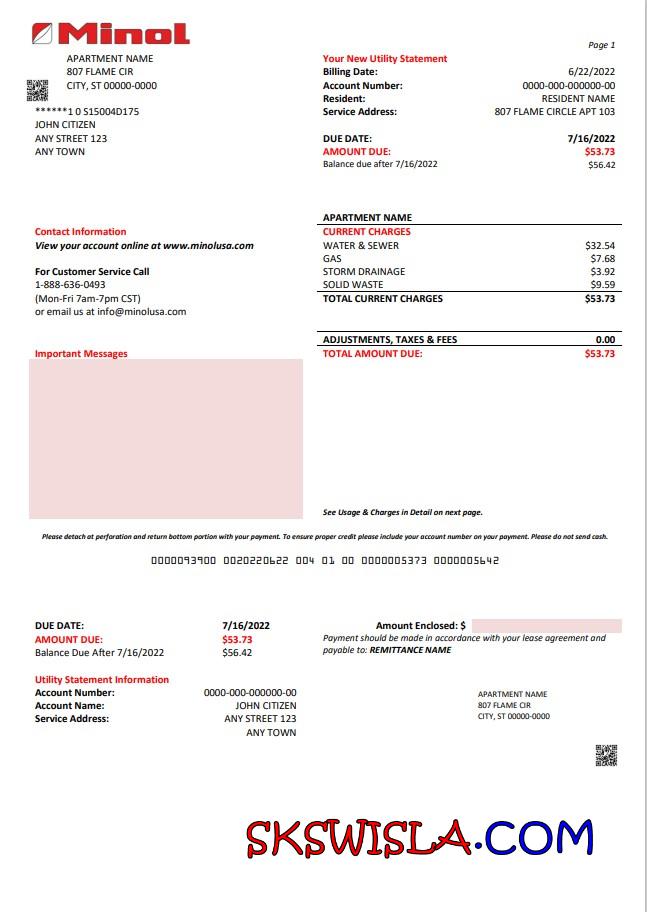 Minol
Page 1
APARTMENT NAME
807 FLAME CIR
CITY, ST 00000-0000
******1 0 S15004D175
JOHN CITIZEN
ANY STREET 123
ANY TOWN
Your New Utility Statement
Billing Date: 6/22/2022
Account Number: 0000-000-000000-00
Resident: RESIDENT NAME
Service Address: 807 FLAME CIRCLE APT 103
DUE DATE: 7/16/2022
AMOUNT DUE: $53.73
Balance due after 7/16/2022 $56.42
Contact Information
View your account online at www.minolusa.com
For Customer Service Call
1-888-636-0493
(Mon-Fri 7am-7pm CST)
or email us at info@minolusa.com
APARTMENT NAME
CURRENT CHARGES
WATER & SEWER $32.54
GAS $7.68
STORM DRAINAGE $3.92
SOLID WASTE $9.59
TOTAL CURRENT CHARGES $53.73
ADJUSTMENTS, TAXES & FEES 0.00
TOTAL AMOUNT DUE: $53.73
Important Messages
See Usage & Charges in Detail on next page.
Please detach at perforation and return bottom portion with your payment. To ensure proper credit please include your account number on your payment. Please do not send cash.
0000093900 0020220622 004 01 00 0000005373 0000005642
DUE DATE: 7/16/2022
AMOUNT DUE: $53.73
Balance Due After 7/16/2022 $56.42
Amount Enclosed: $
Payment should be made in accordance with your lease agreement and
payable to: REMITTANCE NAME
Utility Statement Information
Account Number: 0000-000-000000-00
Account Name: JOHN CITIZEN
Service Address: ANY STREET 123
ANY TOWN
APARTMENT NAME
807 FLAME CIR
CITY, ST 00000-0000
SKSWISLA.COM